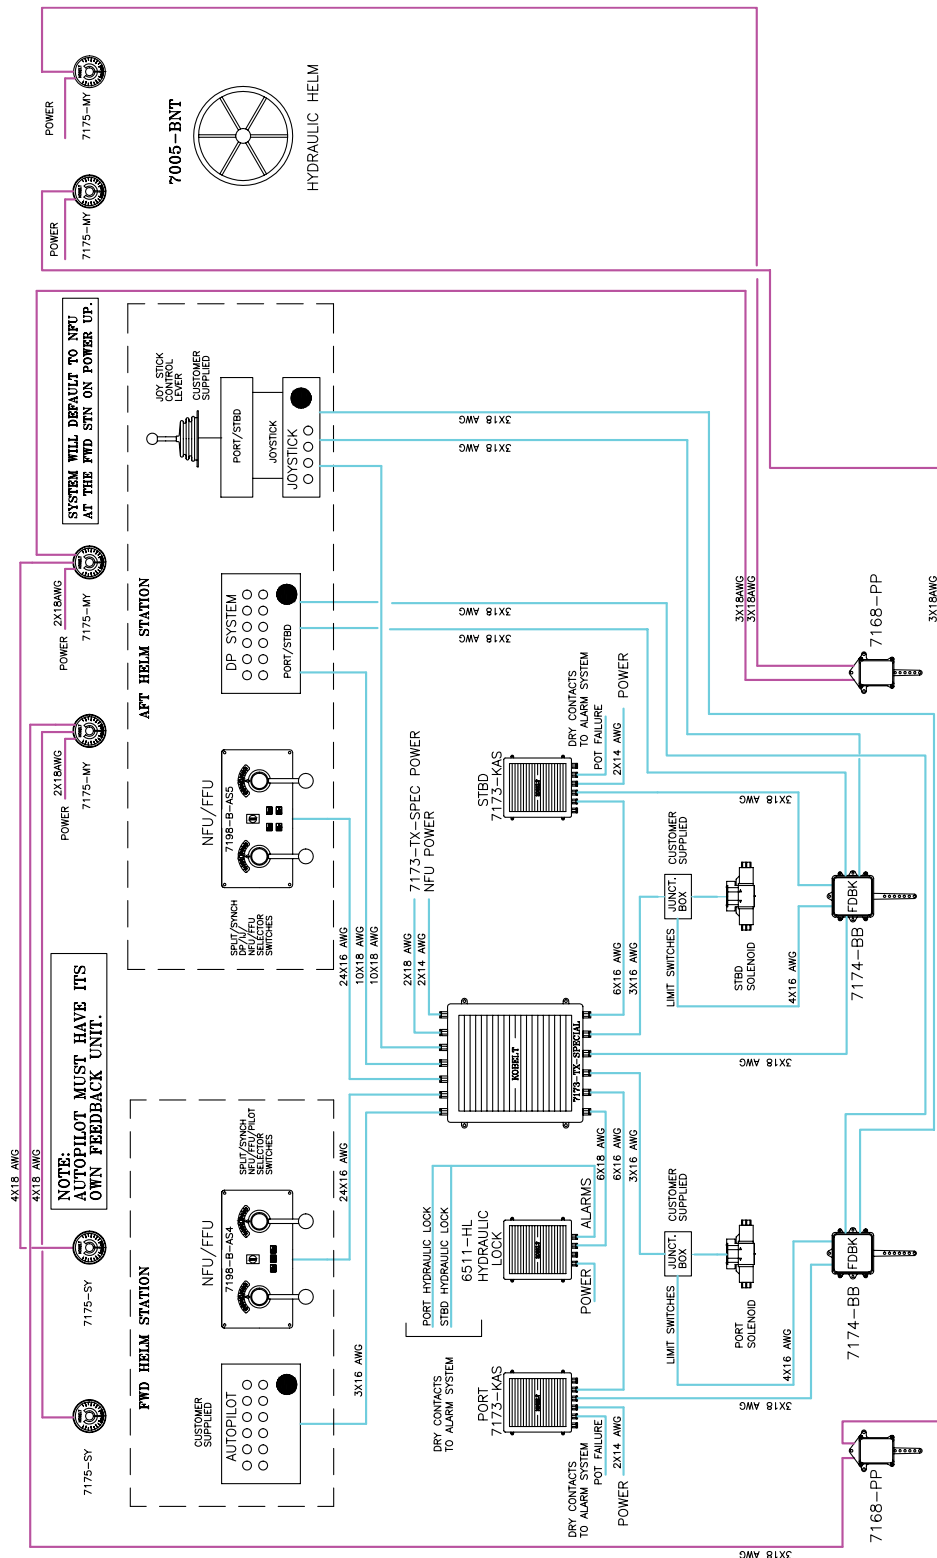 4X18 AWG
4X18 AWG
7175-SY
7175-SY
NOTE:
AUTOPILOT MUST HAVE ITS
OWN FEEDBACK UNIT.
POWER
2X18AWG
7175-MY
POWER
2X18AWG
7175-MY
SYSTEM WILL DEFAULT TO NFU
AT THE FWD STN ON POWER UP.
POWER
7175-MY
POWER
7175-MY
7005-BNT
HYDRAULIC HELM
FWD HELM STATION
CUSTOMER
SUPPLIED
AUTOPILOT
NFU/FFU
7198-B-AS4
SPLIT/SYNCH
NFU/FFU/PILOT
SELECTOR
SWITCHES
3X16 AWG
24X16 AWG
AFT HELM STATION
SPLIT/SYNCH
DP/J/
NFU/FFU
SELECTOR
SWITCHES
NFU/FFU
7198-B-AS5
DP SYSTEM
PORT/STBD
JOY STICK
CONTROL
LEVER
CUSTOMER
SUPPLIED
PORT/STBD
JOYSTICK
JOYSTICK
24X16 AWG
10X18 AWG
10X18 AWG
2X18 AWG
2X14 AWG
7173-TX-SPEC POWER
NFU POWER
3X18 AWG
3X18 AWG
3X18 AWG
3X18 AWG
KOBELT
7173-TX-SPECIAL
PORT HYDRAULIC LOCK
STBD HYDRAULIC LOCK
6511-HL
HYDRAULIC
LOCK
ALARMS
POWER
DRY CONTACTS
TO ALARM SYSTEM
PORT
7173-KAS
DRY CONTACTS
TO ALARM SYSTEM
POT FAILURE
2X14 AWG
POWER
6X18 AWG
6X16 AWG
3X16 AWG
6X16 AWG
3X16 AWG
STBD
7173-KAS
DRY CONTACTS
TO ALARM SYSTEM
POT FAILURE
2X14 AWG
POWER
LIMIT SWITCHES
JUNCT.
BOX
CUSTOMER
SUPPLIED
PORT
SOLENOID
4X16 AWG
3X18 AWG
FDBK
7174-BB
LIMIT SWITCHES
JUNCT.
BOX
CUSTOMER
SUPPLIED
STBD
SOLENOID
4X16 AWG
3X18 AWG
3X18 AWG
FDBK
7174-BB
3X18AWG
3X18AWG
7168-PP
3X18AWG
7168-PP
3X18 AWG